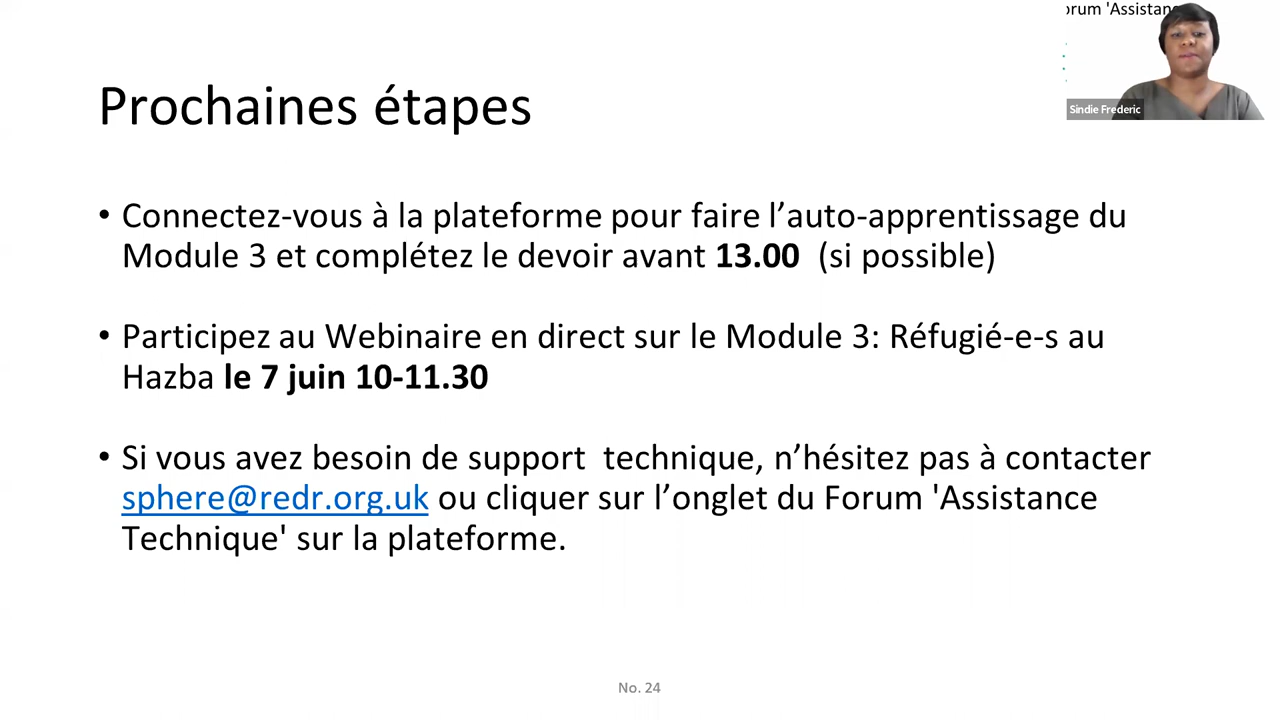 orum 'Assistanc
Sindie Frederic
Prochaines étapes
• Connectez-vous à la plateforme pour faire l’auto-apprentissage du
Module 3 et complétez le devoir avant 13.00 (si possible)
• Participez au Webinaire en direct sur le Module 3: Réfugié-e-s au
Hazba le 7 juin 10-11.30
• Si vous avez besoin de support technique, n’hésitez pas à contacter
sphere@redr.org.uk ou cliquer sur l’onglet du Forum 'Assistance
Technique' sur la plateforme.
No. 24